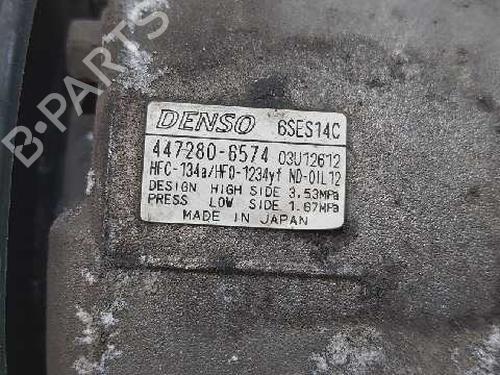 B-PARTS
DENSO 6SES14C
447280-6574 03U12612
HFC-134a/HFO-1234yf ND-OIL12
DESIGN HIGH SIDE 3.53MPa
PRESS LOW SIDE 1.67MPa
MADE IN JAPAN